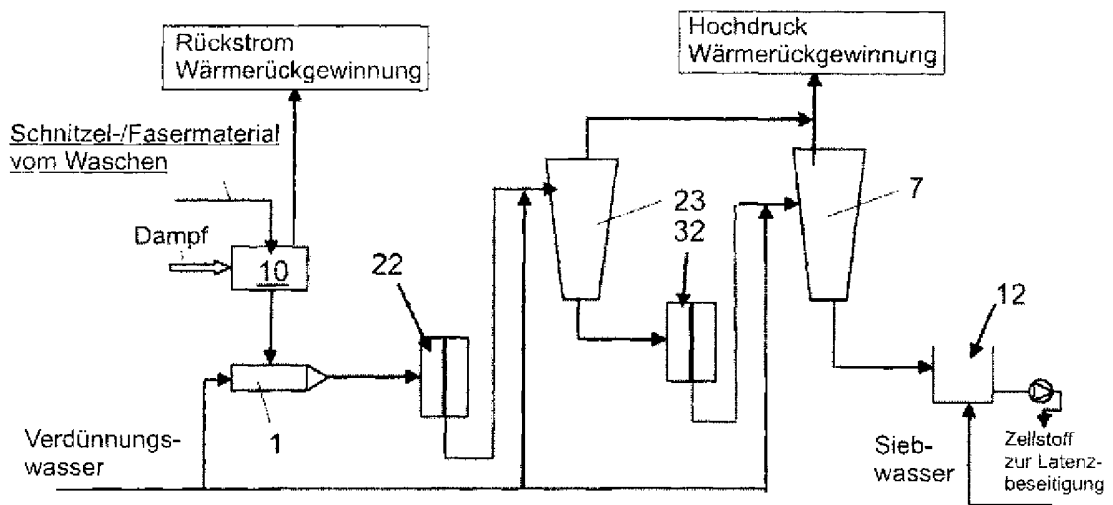 Rückstrom
Wärmerückgewinnung
Hochdruck
Wärmerückgewinnung
Schnitzel-/Fasermaterial
vom Waschen
Dampf
10
22
23
32
7
12
1
Verdünnungs-
wasser
Sieb-
wasser
Zellstoff
zur Latenz-
beseitigung